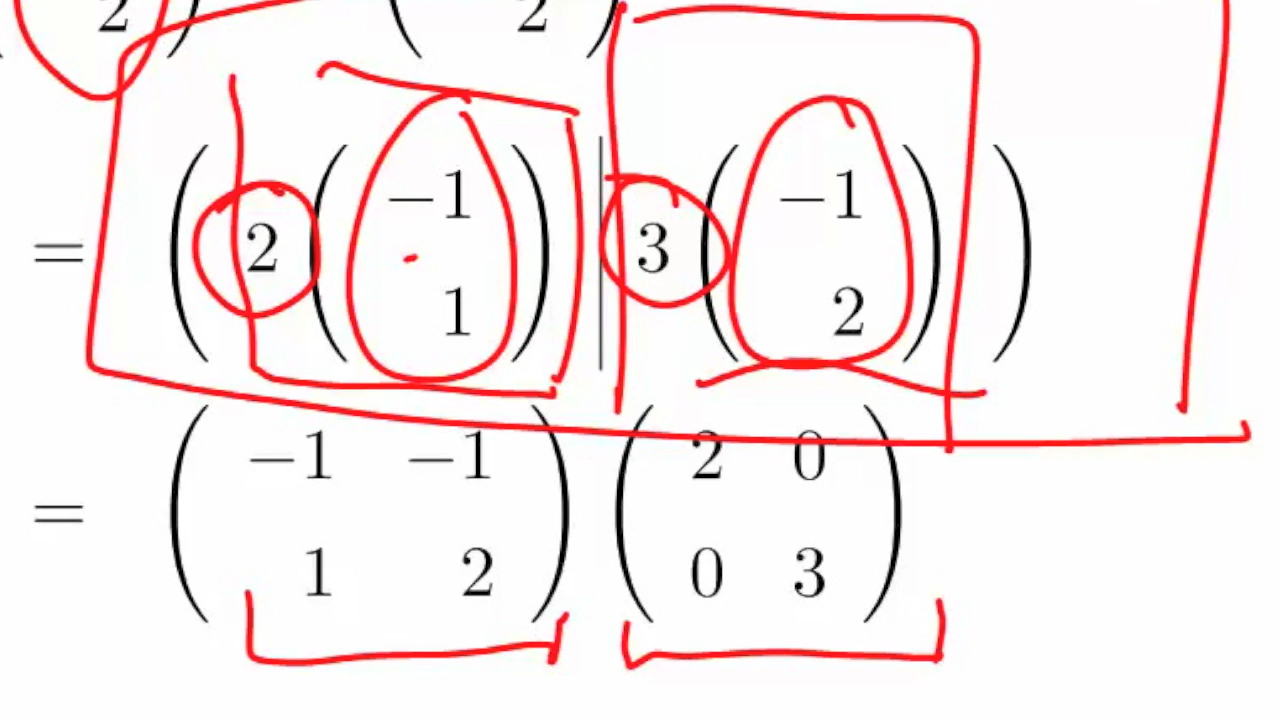 2 ) ( 2 )
= ( 2 ( −1 1 ) | 3 ( −1 2 ) )
= ( −1 −1 1 2 ) ( 2 0 0 3 )